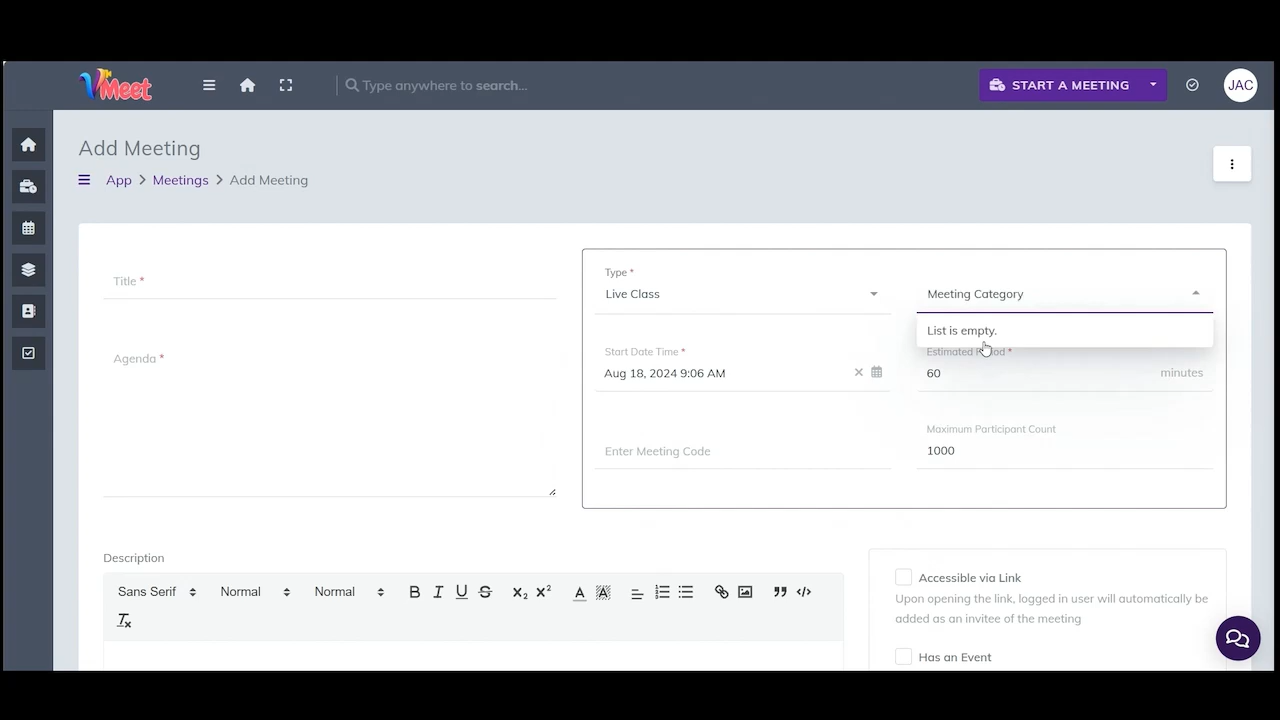 VMeet
Type anywhere to search...
START A MEETING
JAC
Add Meeting
App > Meetings > Add Meeting
Title *
Agenda *
Type *
Live Class
Meeting Category
List is empty.
Start Date Time *
Aug 18, 2024 9:06 AM
Estimated Period *
60
minutes
Enter Meeting Code
Maximum Participant Count
1000
Description
Sans Serif
Normal
Normal
Accessible via Link
Upon opening the link, logged in user will automatically be
added as an invitee of the meeting
Has an Event